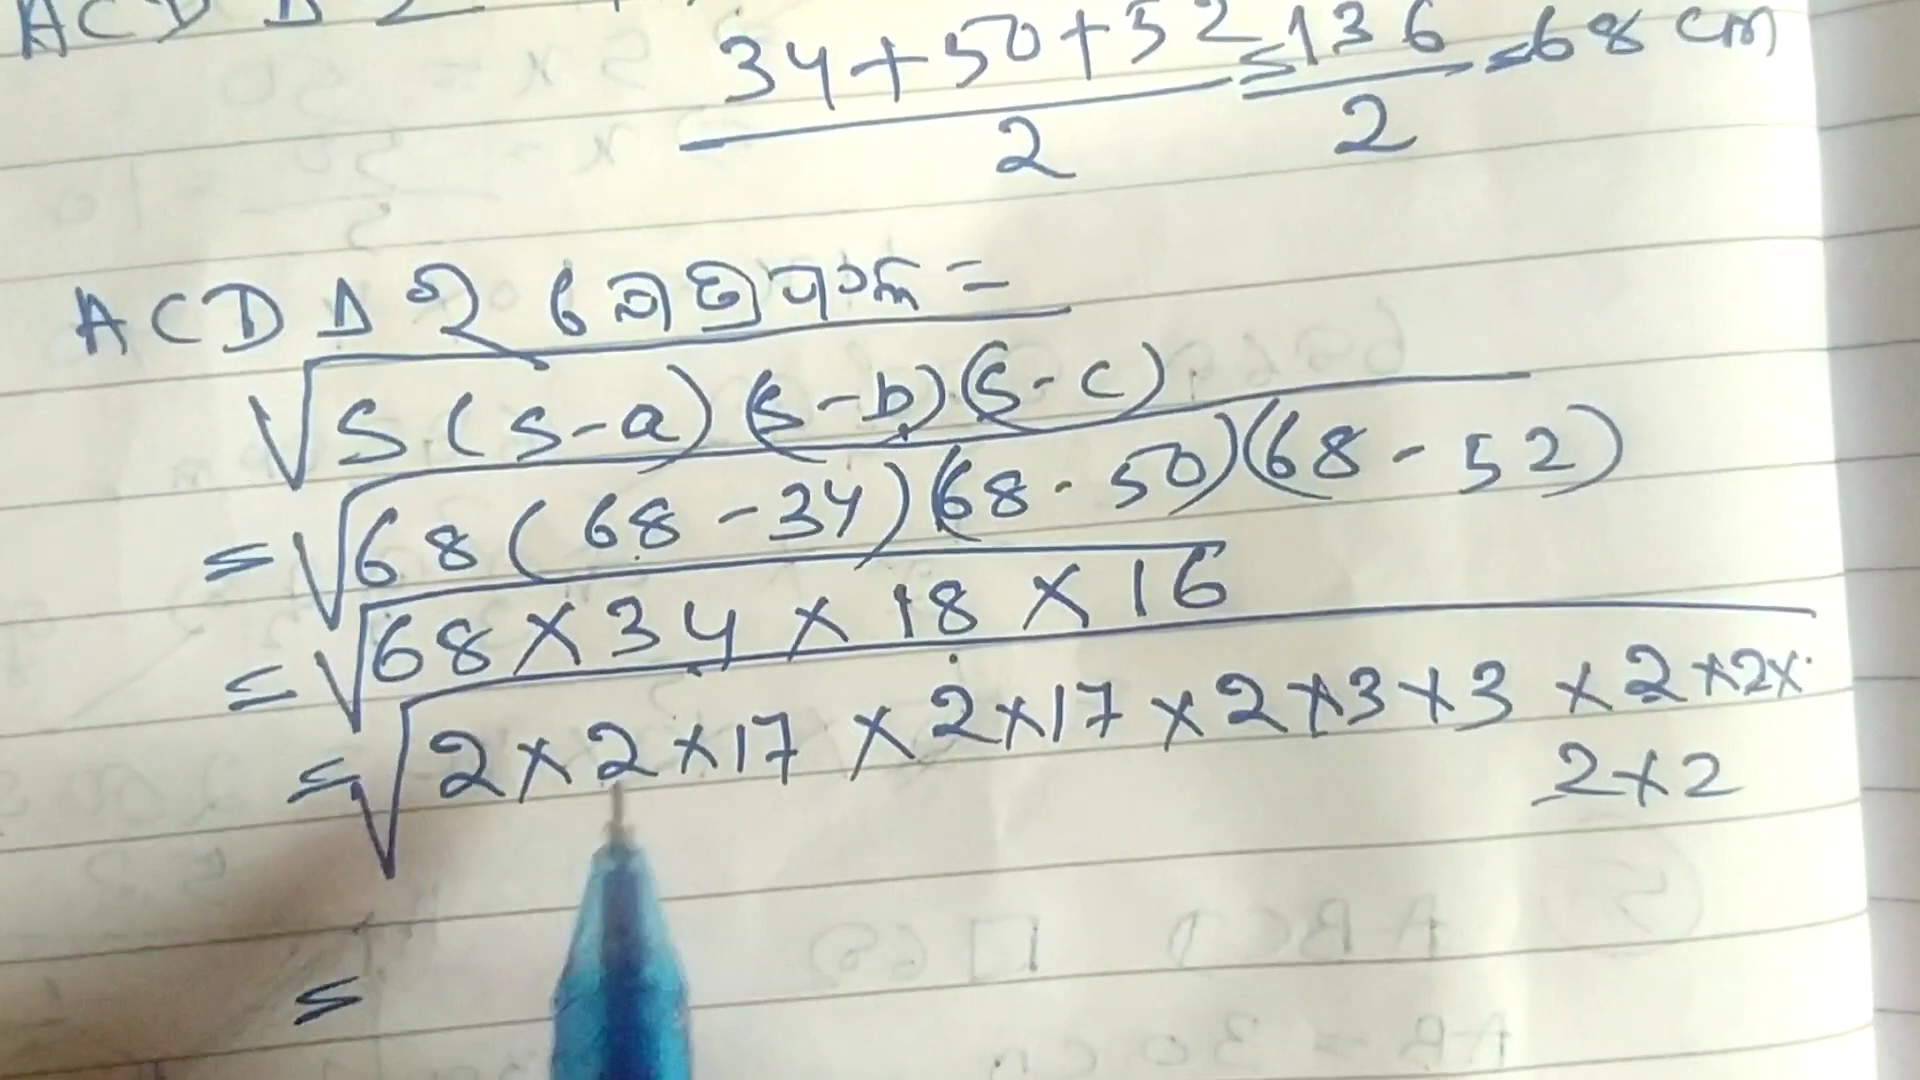 ACD Δ
34+50+52/2 = 136/2 = 68 cm
ACD Δ ର କ୍ଷେତ୍ରଫଳ =
√S(S-a)(S-b)(S-c)
= √68(68-34)(68-50)(68-52)
= √68×34×18×16
= √2×2×17×2×17×2×3×3×2×2×
2×2
=